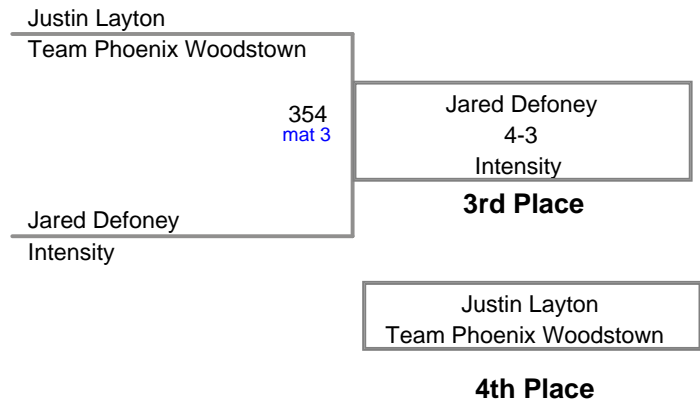 Justin Layton
Team Phoenix Woodstown
354
mat 3
Jared Defoney
4-3
Intensity
3rd Place
Jared Defoney
Intensity
Justin Layton
Team Phoenix Woodstown
4th Place